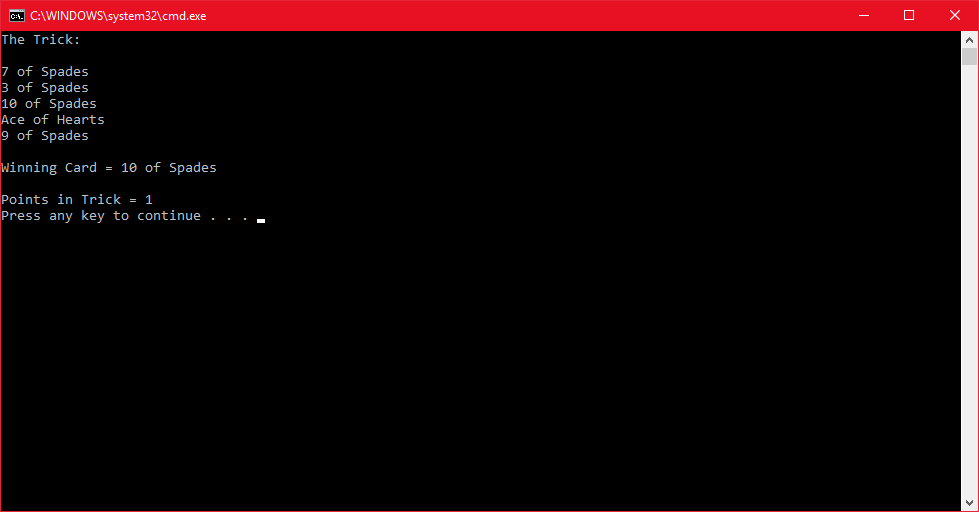 C:\WINDOWS\system32\cmd.exe
The Trick:
7 of Spades
3 of Spades
10 of Spades
Ace of Hearts
9 of Spades
Winning Card = 10 of Spades
Points in Trick = 1
Press any key to continue . . .